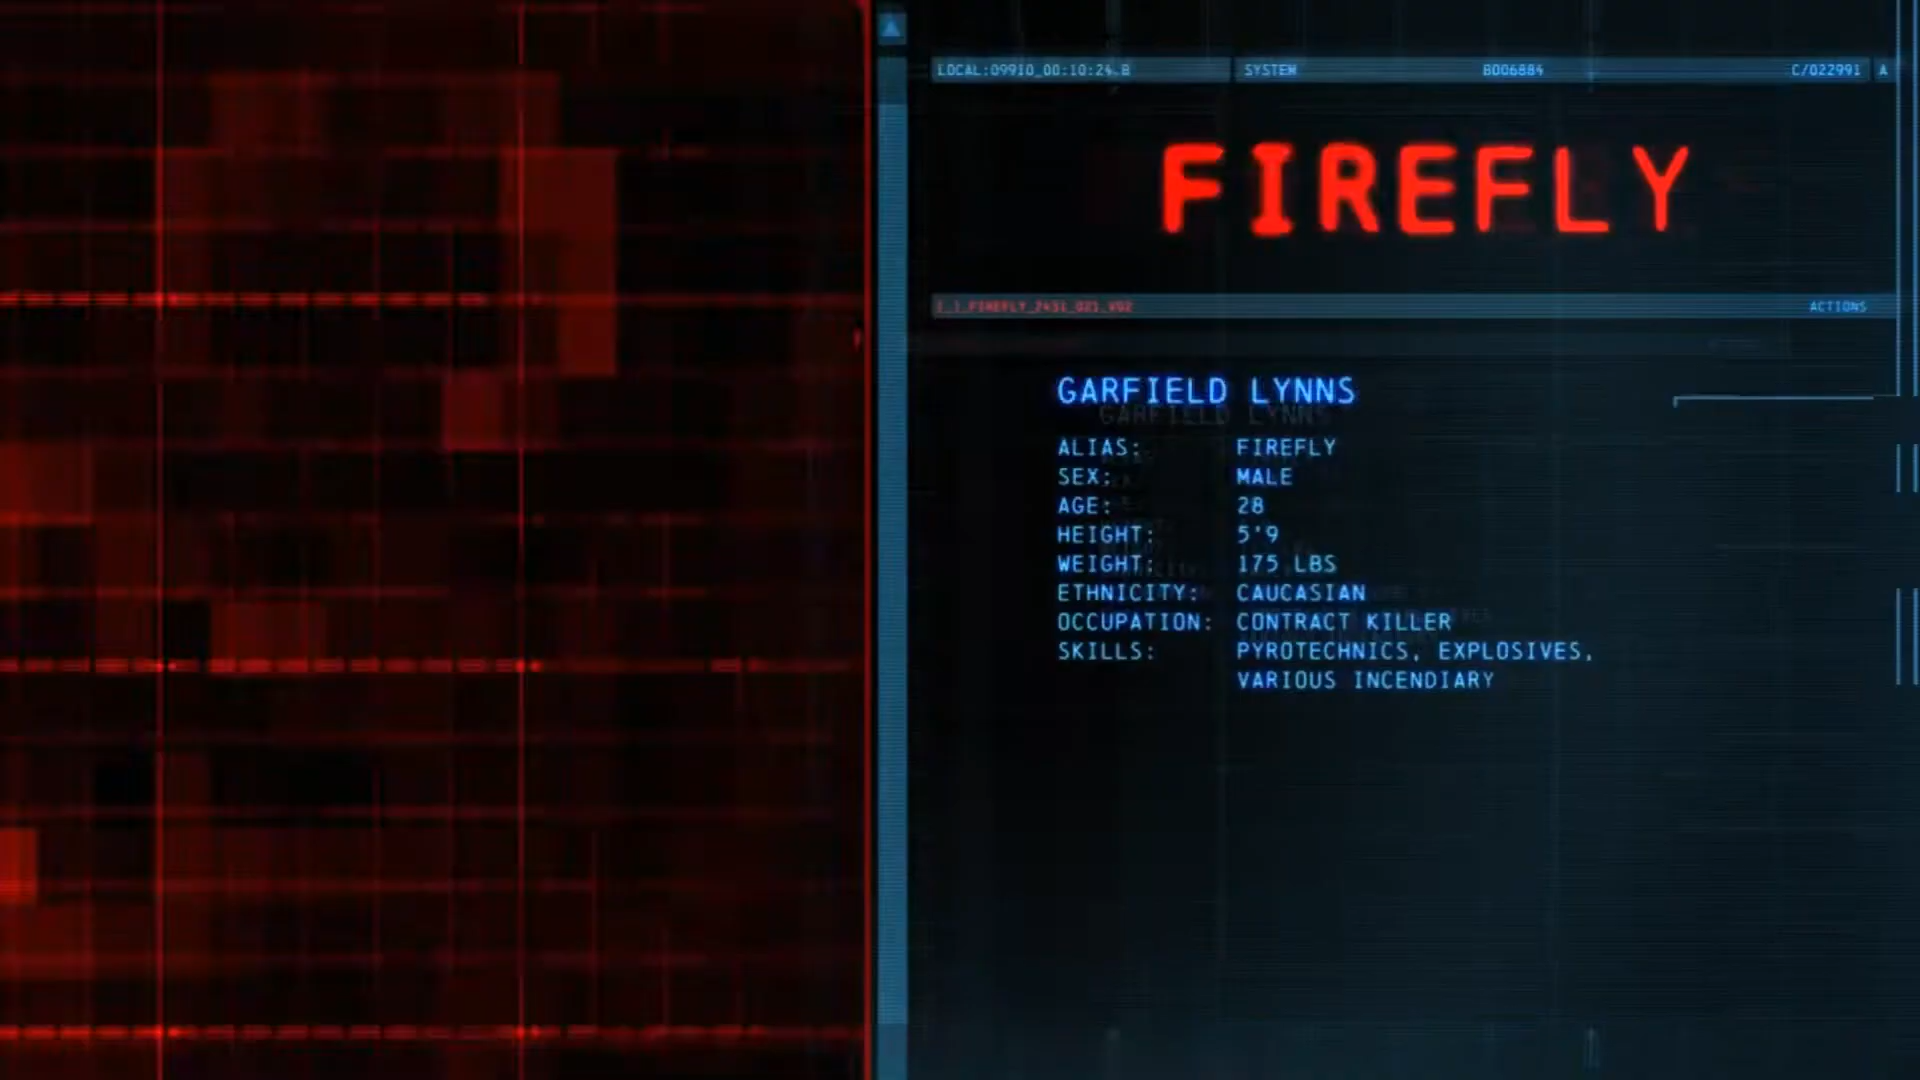 LOCAL:09910_00:10:24.B SYSTEM B006884 C/022991 A
FIREFLY
[_].FIREFLY_2431_021_V02 ACTIONS
GARFIELD LYNNS
ALIAS: FIREFLY
SEX: MALE
AGE: 28
HEIGHT: 5'9
WEIGHT: 175 LBS
ETHNICITY: CAUCASIAN
OCCUPATION: CONTRACT KILLER
SKILLS: PYROTECHNICS, EXPLOSIVES,
VARIOUS INCENDIARY